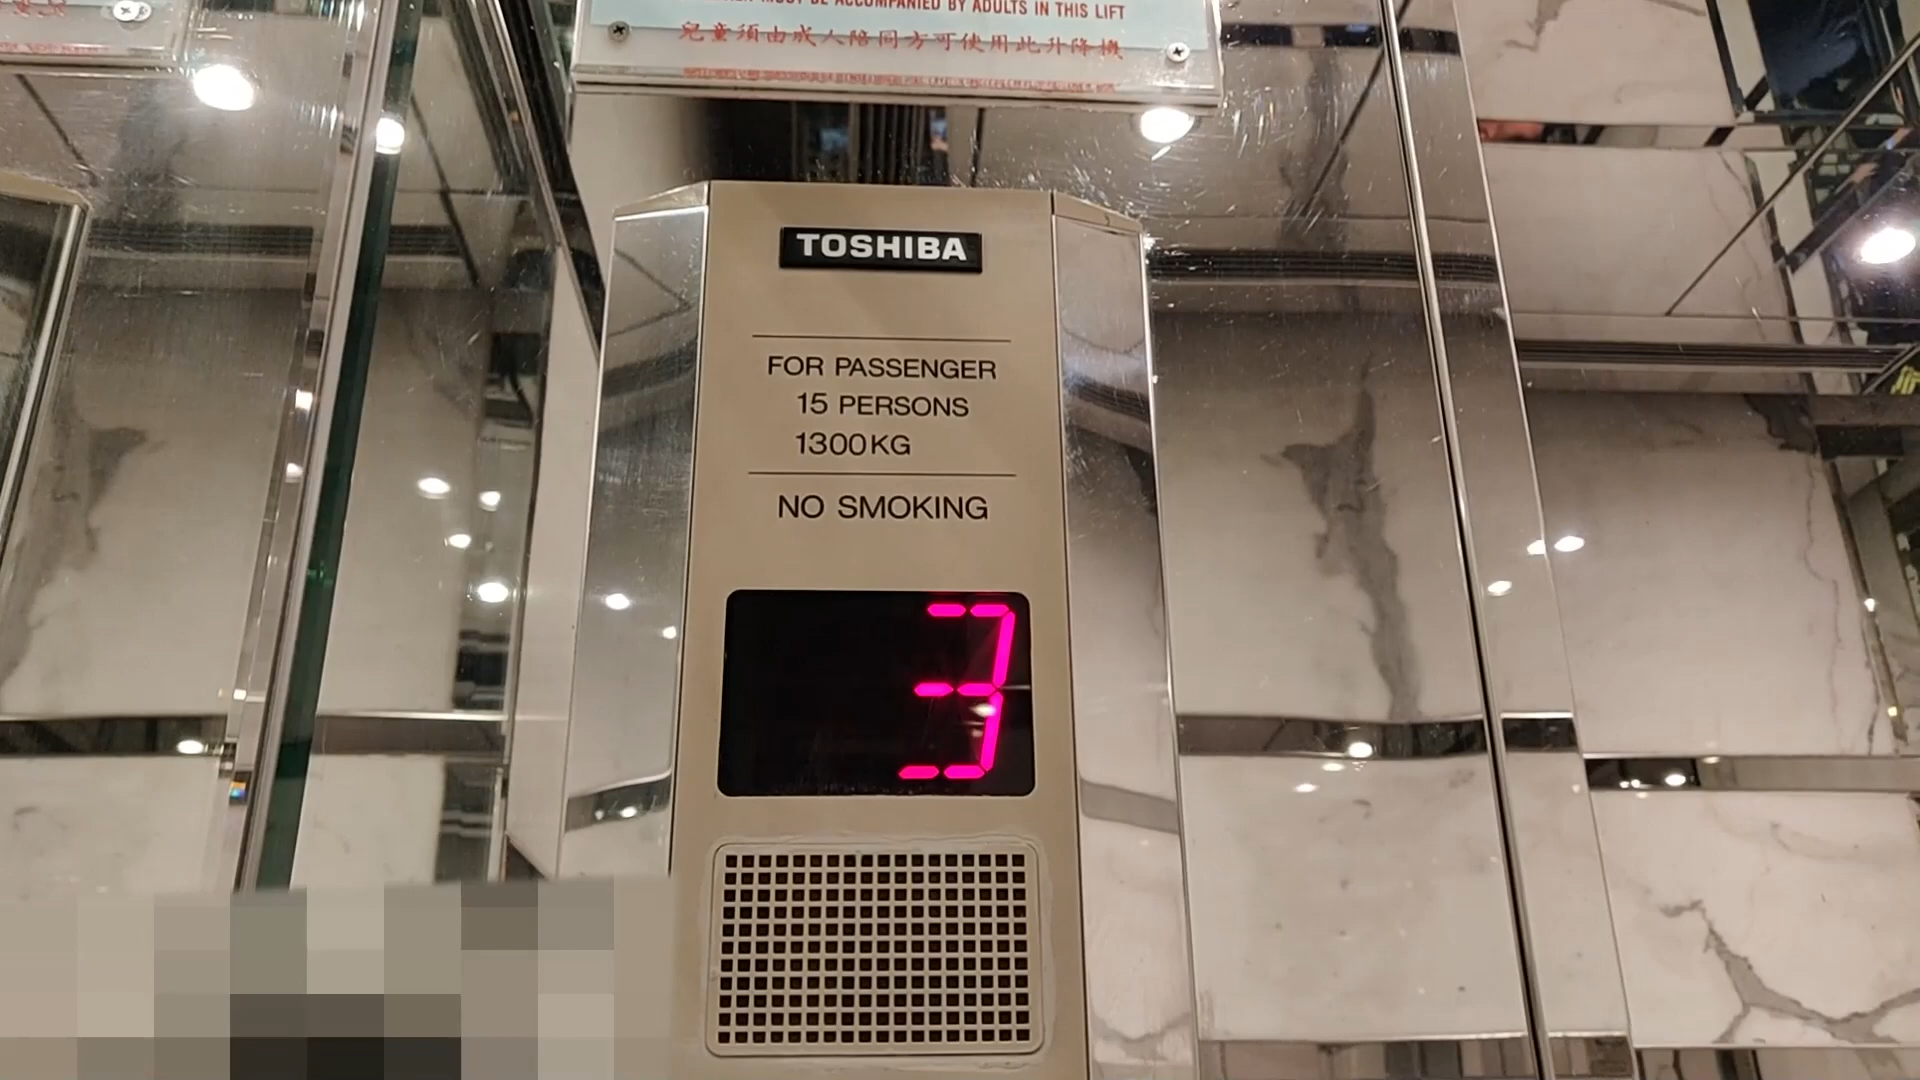 MUST BE ACCOMPANIED BY ADULTS IN THIS LIFT
兒童須由成人陪同方可使用此升降機
TOSHIBA
FOR PASSENGER
15 PERSONS
1300KG
NO SMOKING
3